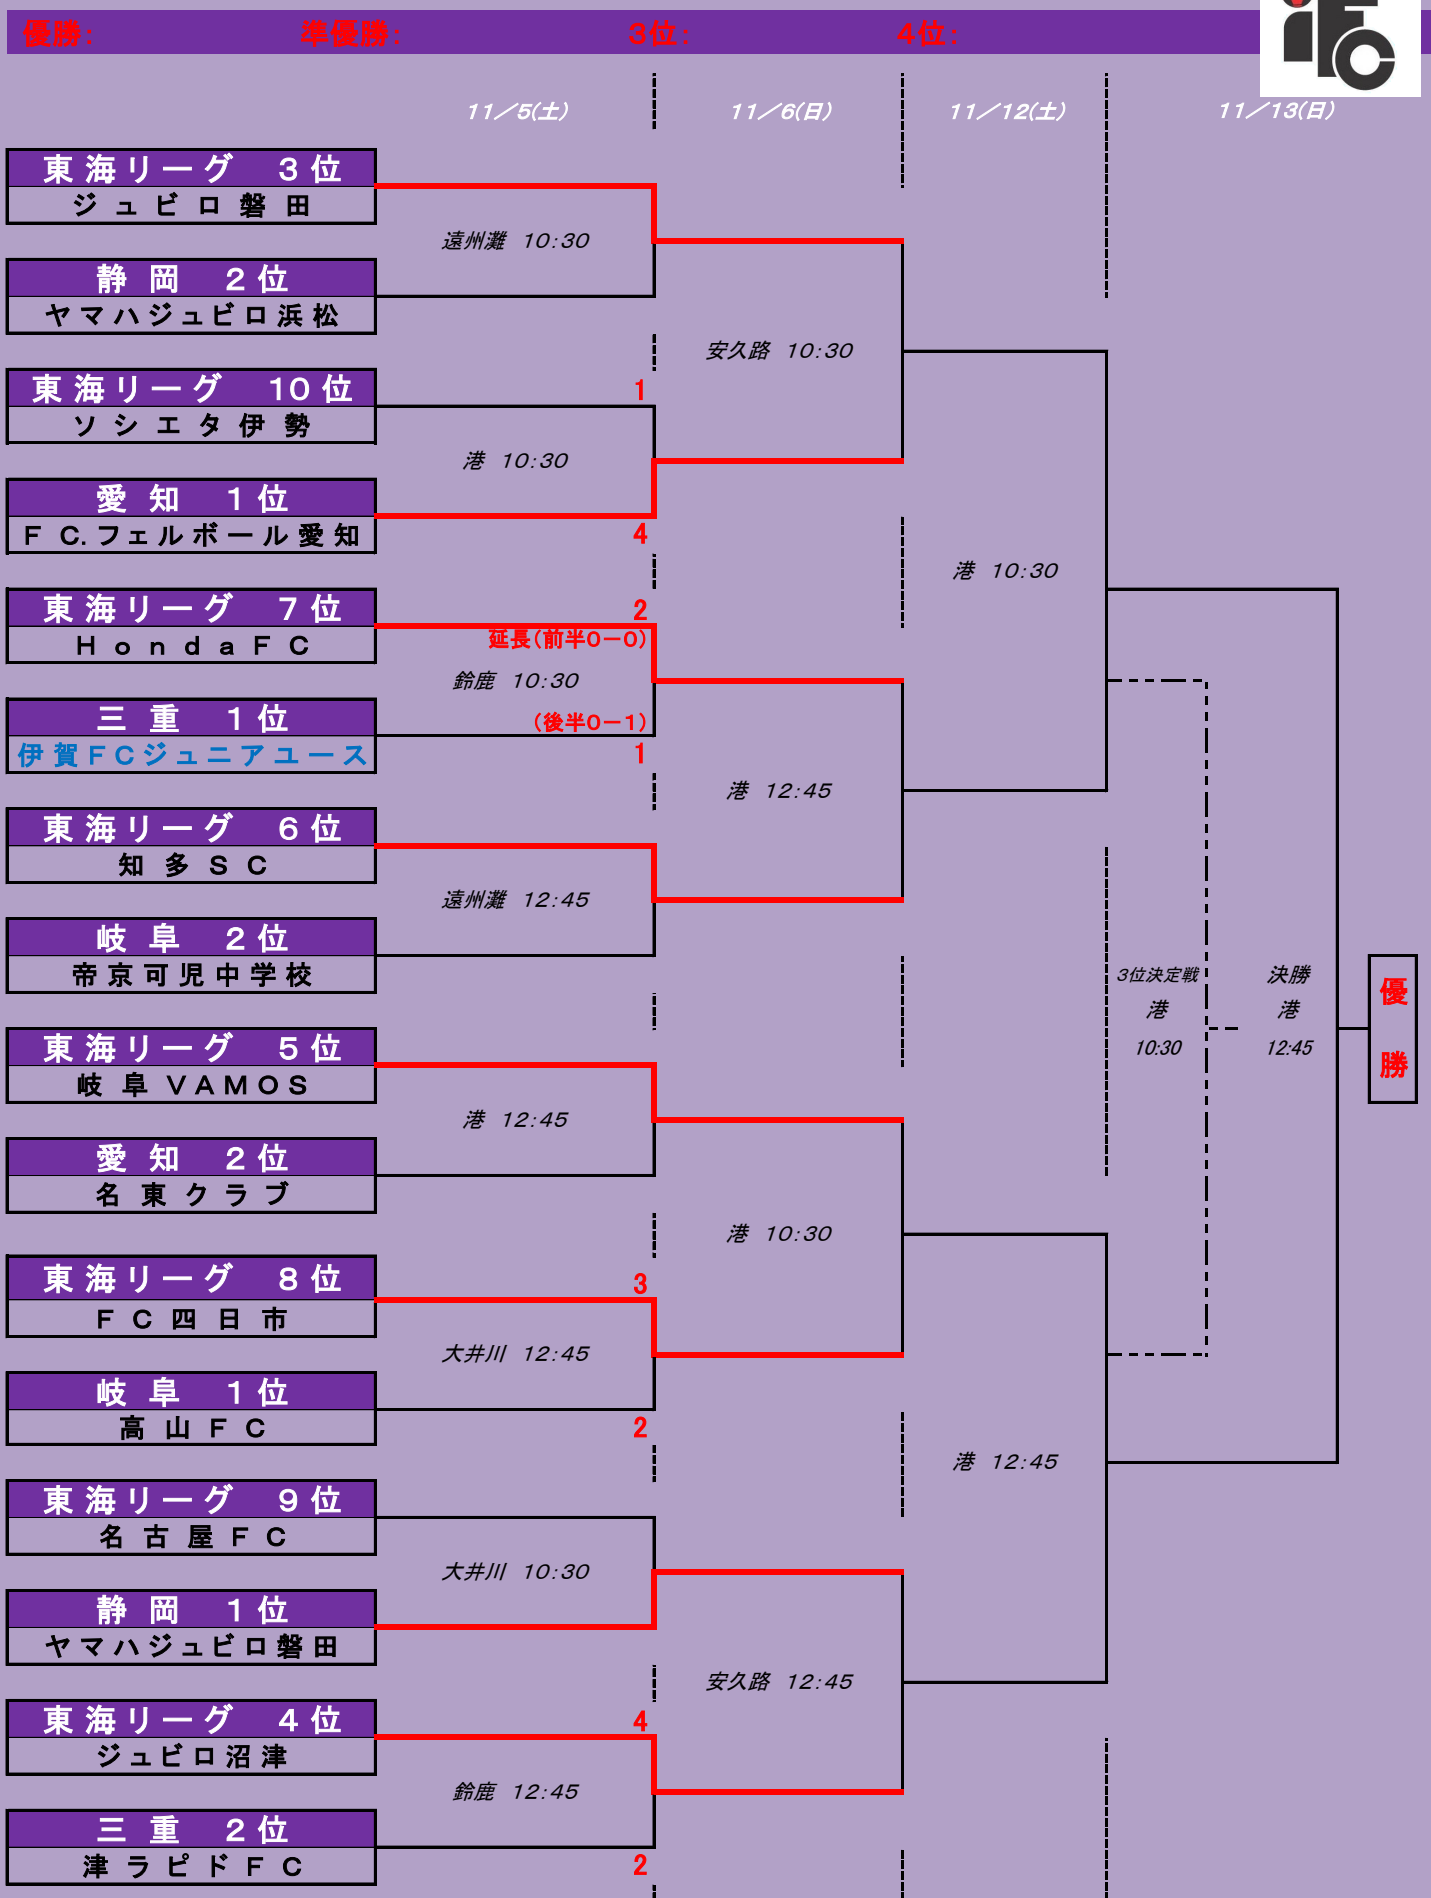 優勝： 準優勝： ３位： ４位：
iFC
11／5(土) 11／6(日) 11／12(土) 11／13(日)
東海リーグ　３位
ジュビロ磐田
遠州灘 10:30
静岡　２位
ヤマハジュビロ浜松
安久路 10:30
東海リーグ　10位
1
ソシエタ伊勢
港 10:30
愛知　１位
ＦＣ.フェルボール愛知
4
港 10:30
東海リーグ　７位
2
ＨｏｎｄａＦＣ
延長(前半0－0)
鈴鹿 10:30
三重　１位
(後半0－1)
伊賀ＦＣジュニアユース
1
港 12:45
東海リーグ　６位
知多ＳＣ
遠州灘 12:45
岐阜　２位
帝京可児中学校
3位決定戦
港
10:30
決勝
港
12:45
優勝
東海リーグ　５位
岐阜ＶＡＭＯＳ
港 12:45
愛知　２位
名東クラブ
港 10:30
東海リーグ　８位
3
ＦＣ四日市
大井川 12:45
岐阜　１位
高山ＦＣ
2
港 12:45
東海リーグ　９位
名古屋ＦＣ
大井川 10:30
静岡　１位
ヤマハジュビロ磐田
安久路 12:45
東海リーグ　４位
4
ジュビロ沼津
鈴鹿 12:45
三重　２位
津ラピドＦＣ
2